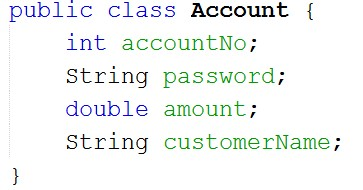 public class Account {
    int accountNo;
    String password;
    double amount;
    String customerName;
}